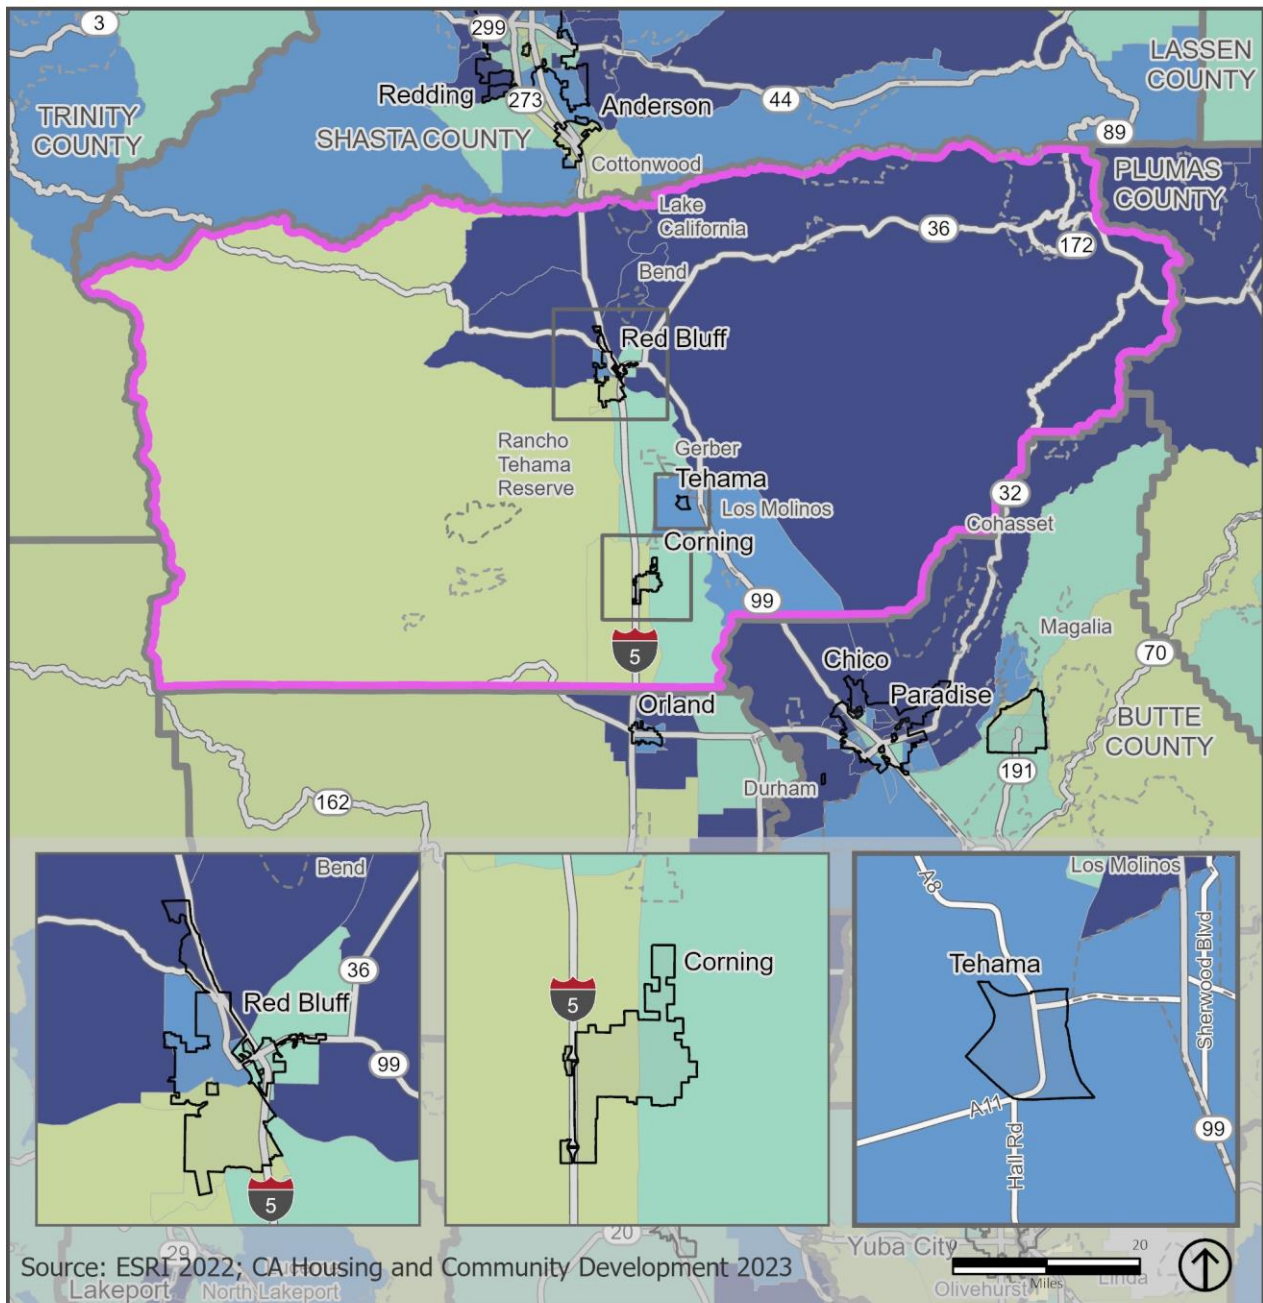 3
299
LASSEN
COUNTY
Redding
273
Anderson
44
TRINITY
COUNTY
SHASTA COUNTY
89
Cottonwood
PLUMAS
COUNTY
Lake
California
36
172
Bend
Red Bluff
Rancho
Tehama
Reserve
Gerber
Tehama
Los Molinos
32
Cohasset
Corning
99
Magalia
5
70
Chico
Paradise
Orland
BUTTE
COUNTY
191
Durham
162
Bend
36
Red Bluff
99
5
Corning
5
Los Molinos
A8
Tehama
Sherwood Blvd
A11
Hall Rd
99
20
Yuba City
0
20
Miles
29
Source: ESRI 2022; CA Housing and Community Development 2023
Lakeport
North Lakeport
Olivehurst
Linda